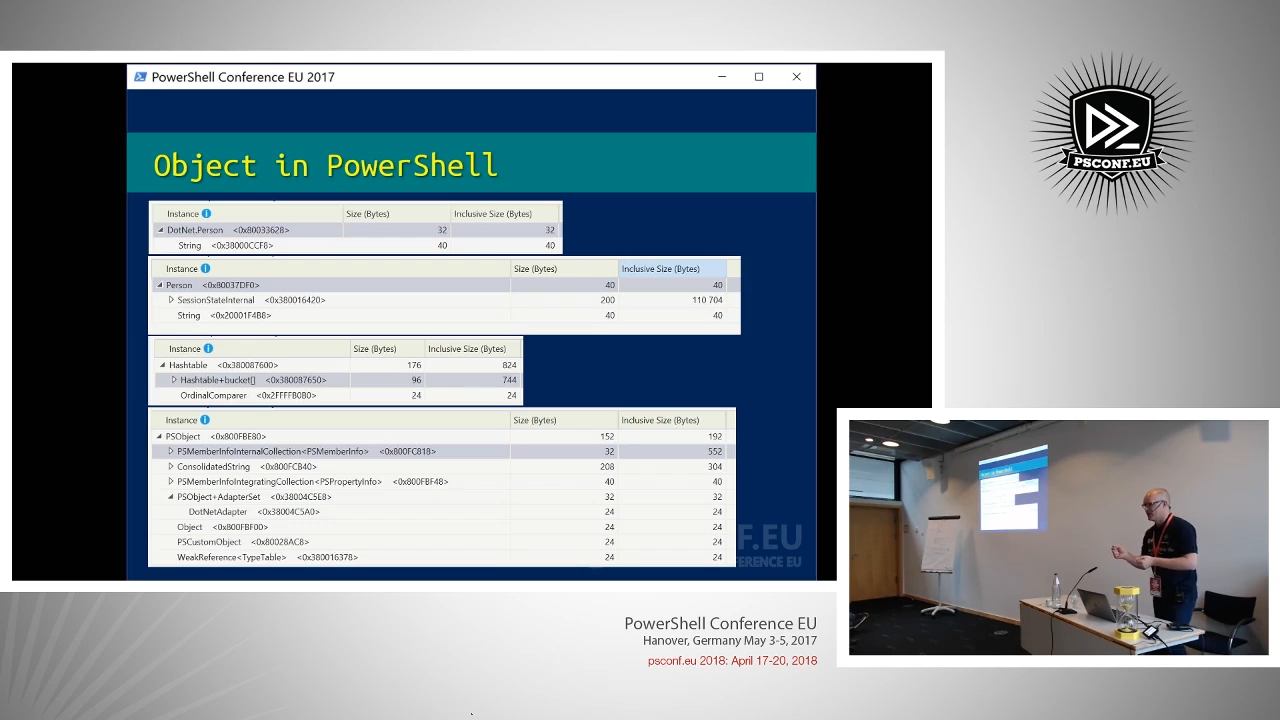 PowerShell Conference EU 2017
Object in PowerShell
Instance Size (Bytes) Inclusive Size (Bytes)
DotNet.Person <0x80033628> 32 32
String <0x38000CCF8> 40 40
Instance Size (Bytes) Inclusive Size (Bytes)
Person <0x80037DF0> 40 40
SessionStateInternal <0x380016420> 200 110 704
String <0x20001F4B8> 40 40
Instance Size (Bytes) Inclusive Size (Bytes)
Hashtable <0x380087600> 176 824
Hashtable+bucket[] <0x380087650> 96 744
OrdinalComparer <0x2FFFFB0B0> 24 24
Instance Size (Bytes) Inclusive Size (Bytes)
PSObject <0x800FBE80> 152 192
PSMemberInfoInternalCollection<PSMemberInfo> <0x800FC818> 32 552
ConsolidatedString <0x800FCB40> 208 304
PSMemberInfoIntegratingCollection<PSPropertyInfo> <0x800FBF48> 40 40
PSObject+AdapterSet <0x38004C5E8> 32 32
DotNetAdapter <0x38004C5A0> 24 24
Object <0x800FBF00> 24 24
PSCustomObject <0x80028AC8> 24 24
WeakReference<TypeTable> <0x380016378> 24 24
F.EU
ERENCE EU
PSCONF.EU
PowerShell Conference EU
Hanover, Germany May 3-5, 2017
psconf.eu 2018: April 17-20, 2018